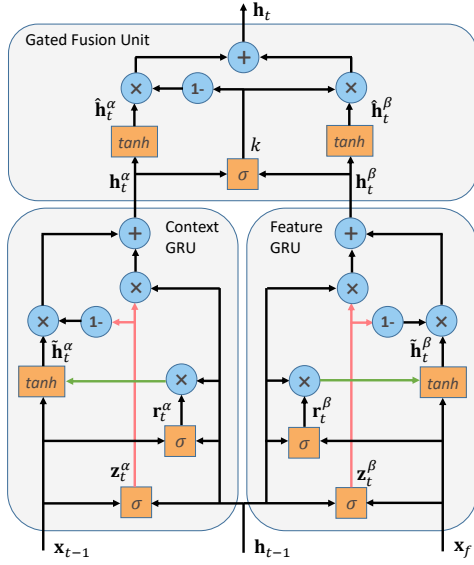 h_t
Gated Fusion Unit
+
× 1- ×
ĥ_t^α ĥ_t^β
tanh k tanh
h_t^α σ h_t^β
+ Context GRU Feature GRU +
× ×
× 1- 1- ×
h̃_t^α h̃_t^β
tanh × × tanh
r_t^α r_t^β
σ σ
z_t^α z_t^β
σ σ
x_{t−1} h_{t−1} x_f